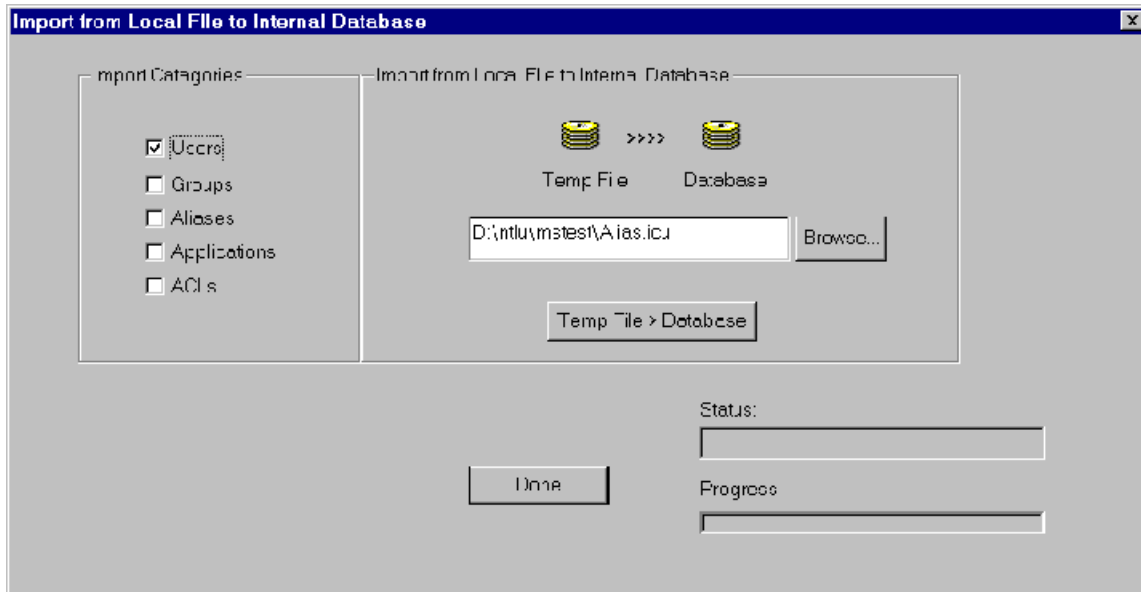 Import from Local FIle to Internal Database
Import Catagories
Users
Groups
Aliases
Applications
ACLs
Import from Local File to Internal Database
>>>>
Temp File
Database
D:\ntlu\mstest\Alias.icu
Browse...
Temp File > Database
Status:
Done
Progress